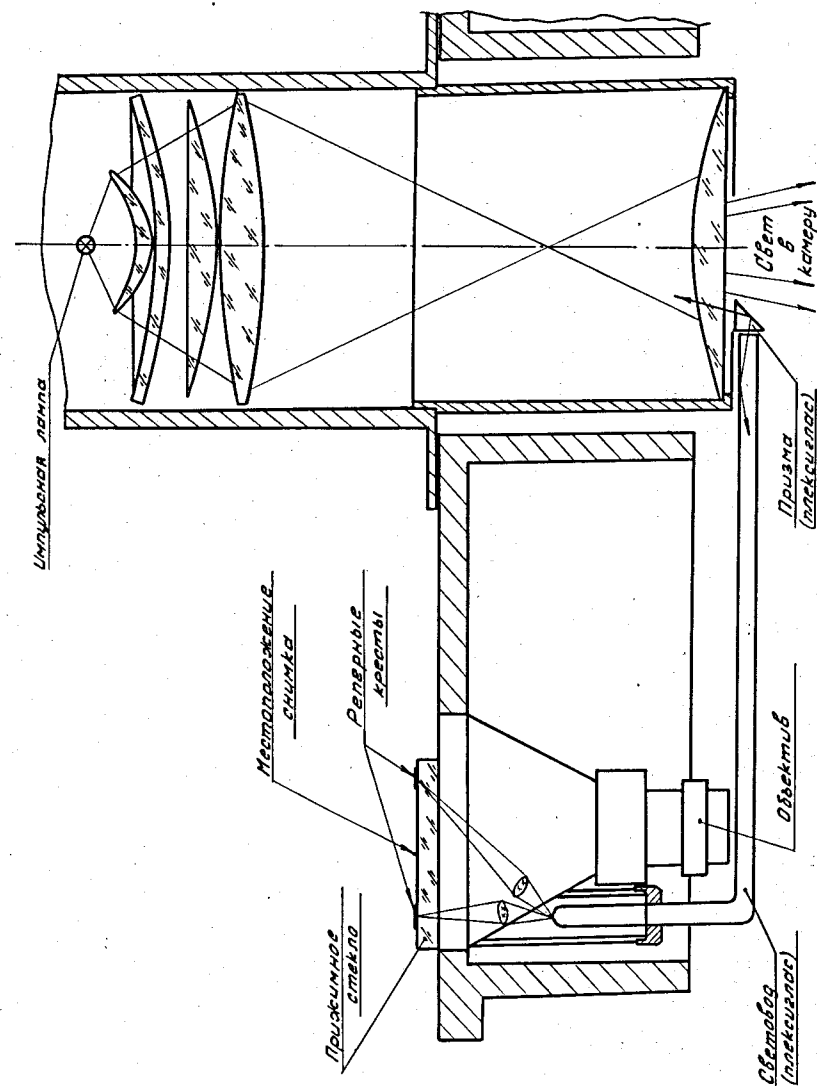 Импульсная лампа
Местоположение
снимка
Реперные
кресты
Прижимное
стекло
Свет
в
камеру
Призма
(плексиглас)
Объектив
Световод
(плексиглас)